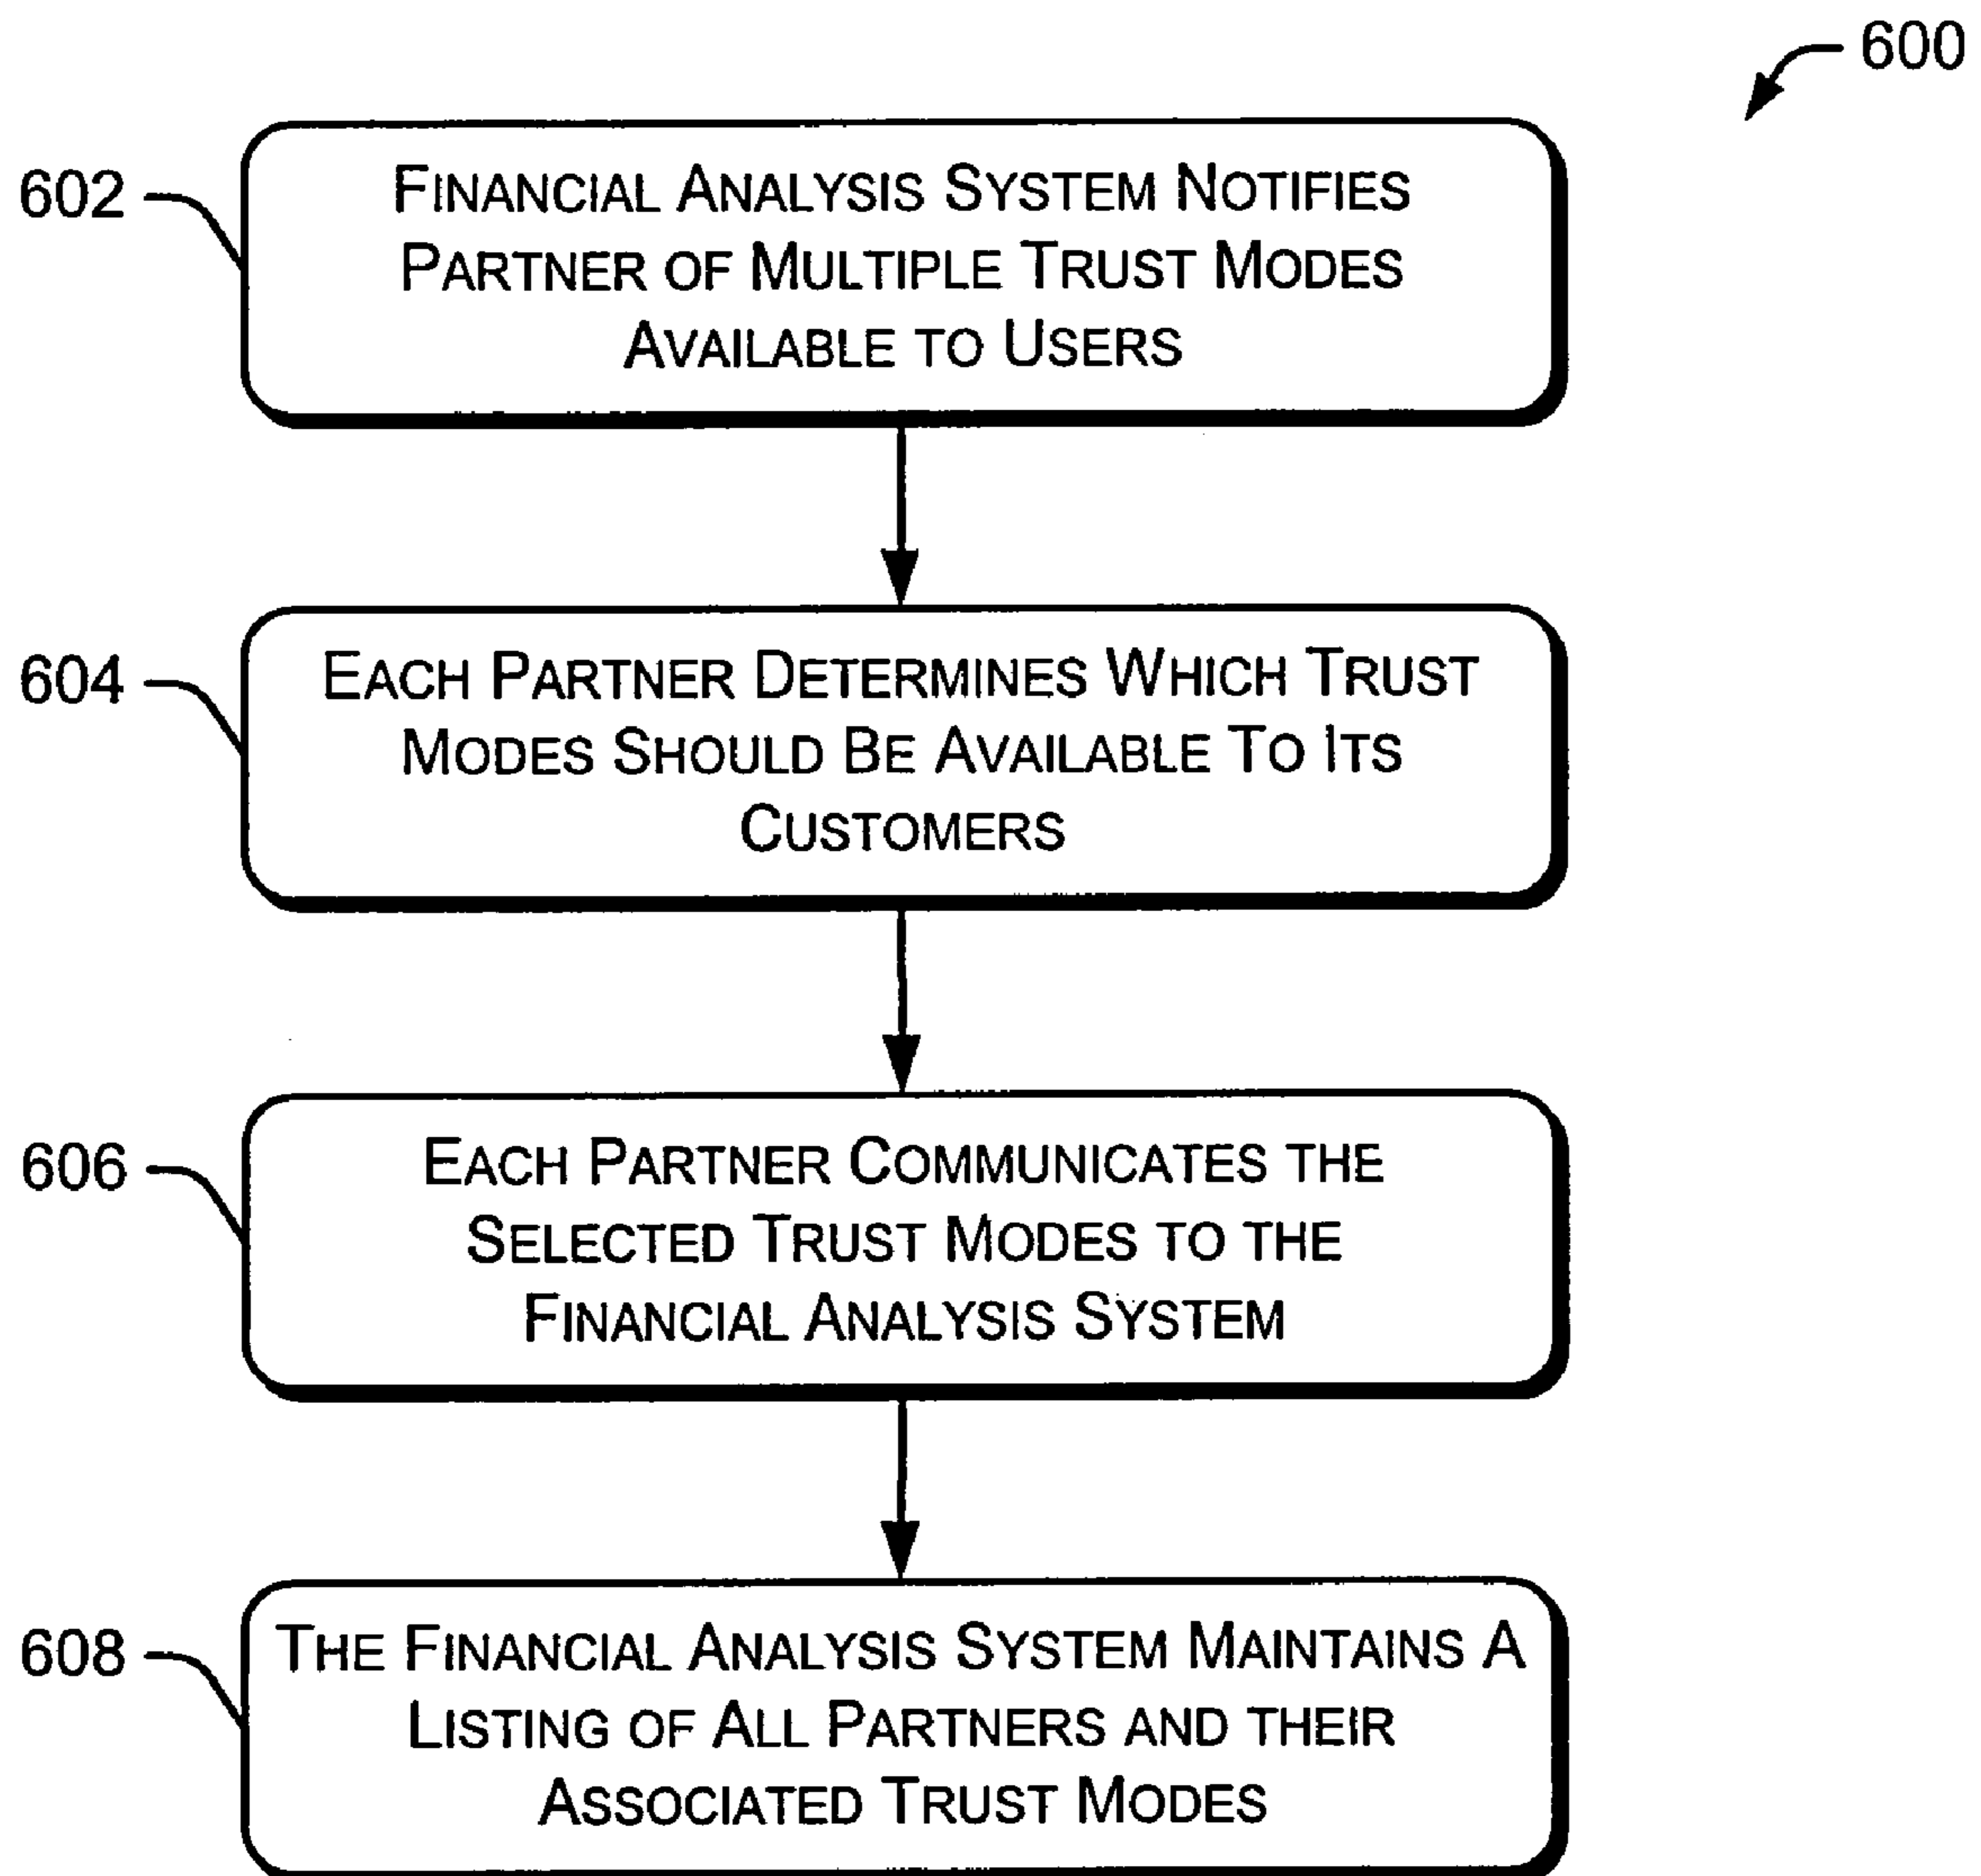 600
602
FINANCIAL ANALYSIS SYSTEM NOTIFIES
PARTNER OF MULTIPLE TRUST MODES
AVAILABLE TO USERS
604
EACH PARTNER DETERMINES WHICH TRUST
MODES SHOULD BE AVAILABLE TO ITS
CUSTOMERS
606
EACH PARTNER COMMUNICATES THE
SELECTED TRUST MODES TO THE
FINANCIAL ANALYSIS SYSTEM
608
THE FINANCIAL ANALYSIS SYSTEM MAINTAINS A
LISTING OF ALL PARTNERS AND THEIR
ASSOCIATED TRUST MODES